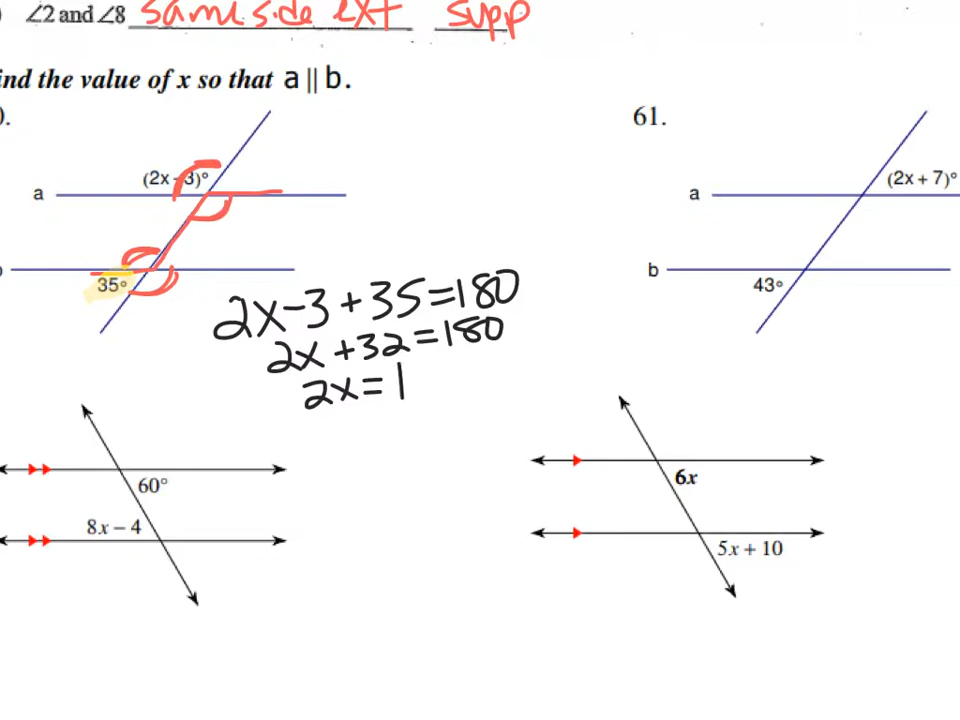 ∠2 and ∠8 same side ext supp
ind the value of x so that a || b.
61.
(2x - 3)°
(2x + 7)°
a
a
b
35°
43°
2x-3+35=180
2x+32=180
2x=1
60°
6x
8x – 4
5x + 10